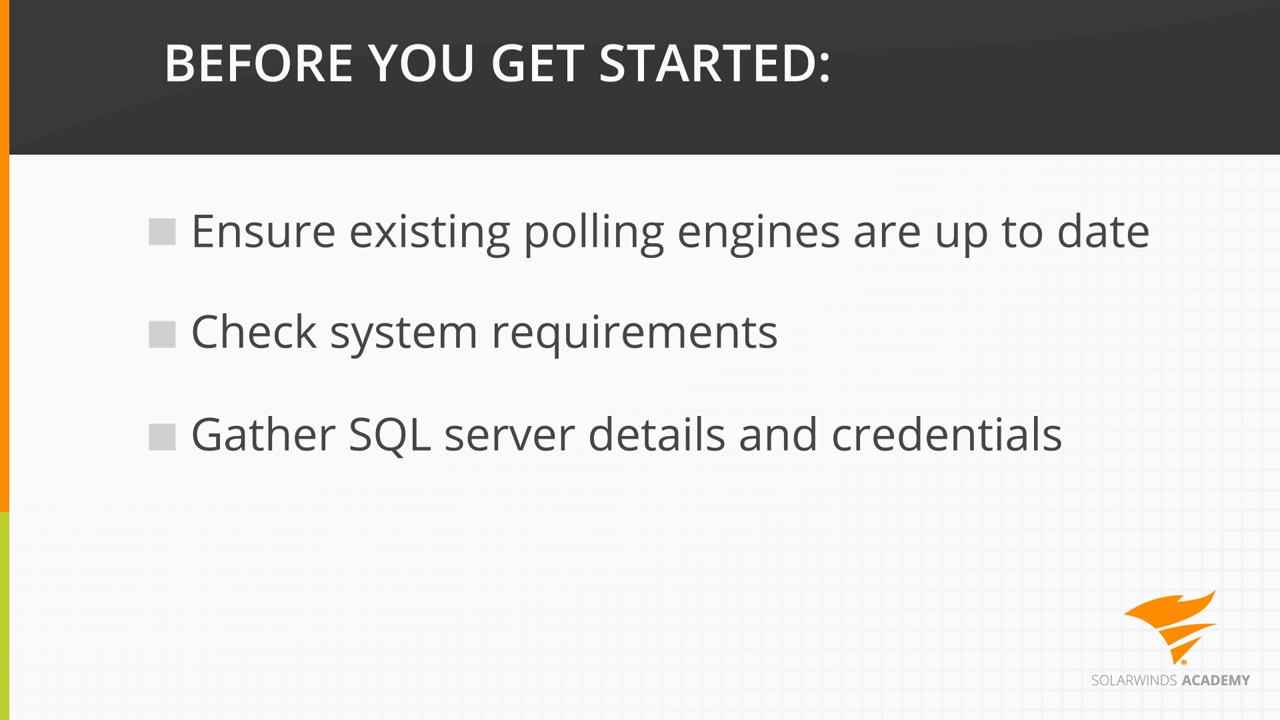 BEFORE YOU GET STARTED:
Ensure existing polling engines are up to date
Check system requirements
Gather SQL server details and credentials
SOLARWINDS ACADEMY